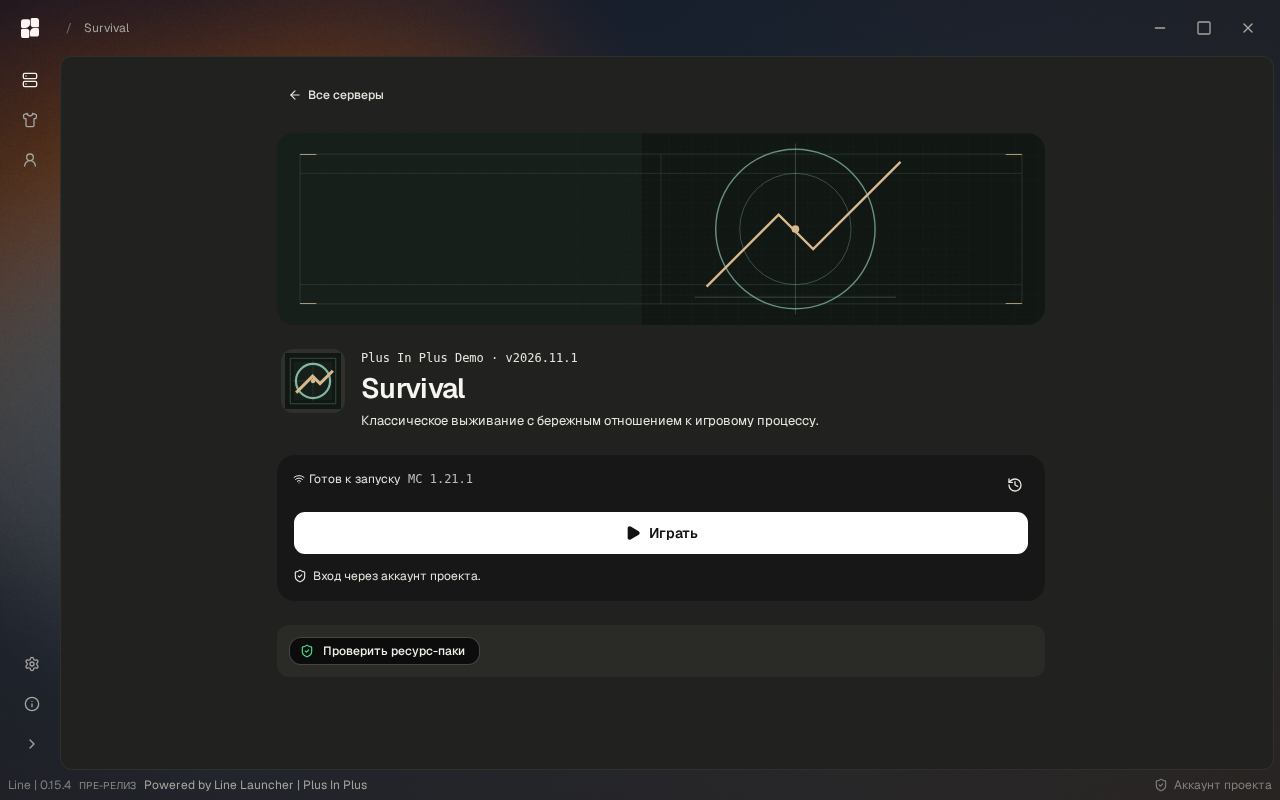 / Survival
Все серверы
Plus In Plus Demo · v2026.11.1
Survival
Классическое выживание с бережным отношением к игровому процессу.
Готов к запуску MC 1.21.1
Играть
Вход через аккаунт проекта.
Проверить ресурс-паки
Line | 0.15.4 ПРЕ-РЕЛИЗ Powered by Line Launcher | Plus In Plus
Аккаунт проекта